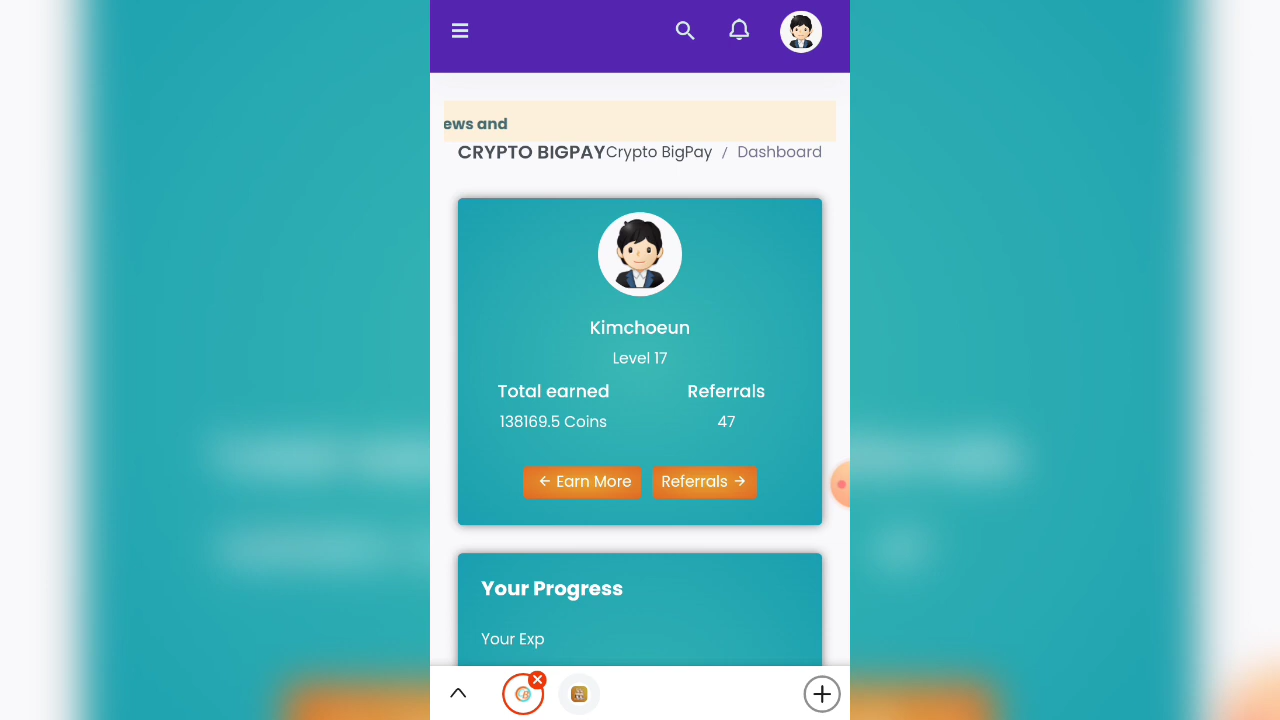 ews and
CRYPTO BIGPAY Crypto BigPay / Dashboard
Kimchoeun
Level 17
Total earned Referrals
138169.5 Coins 47
← Earn More Referrals →
Your Progress
Your Exp